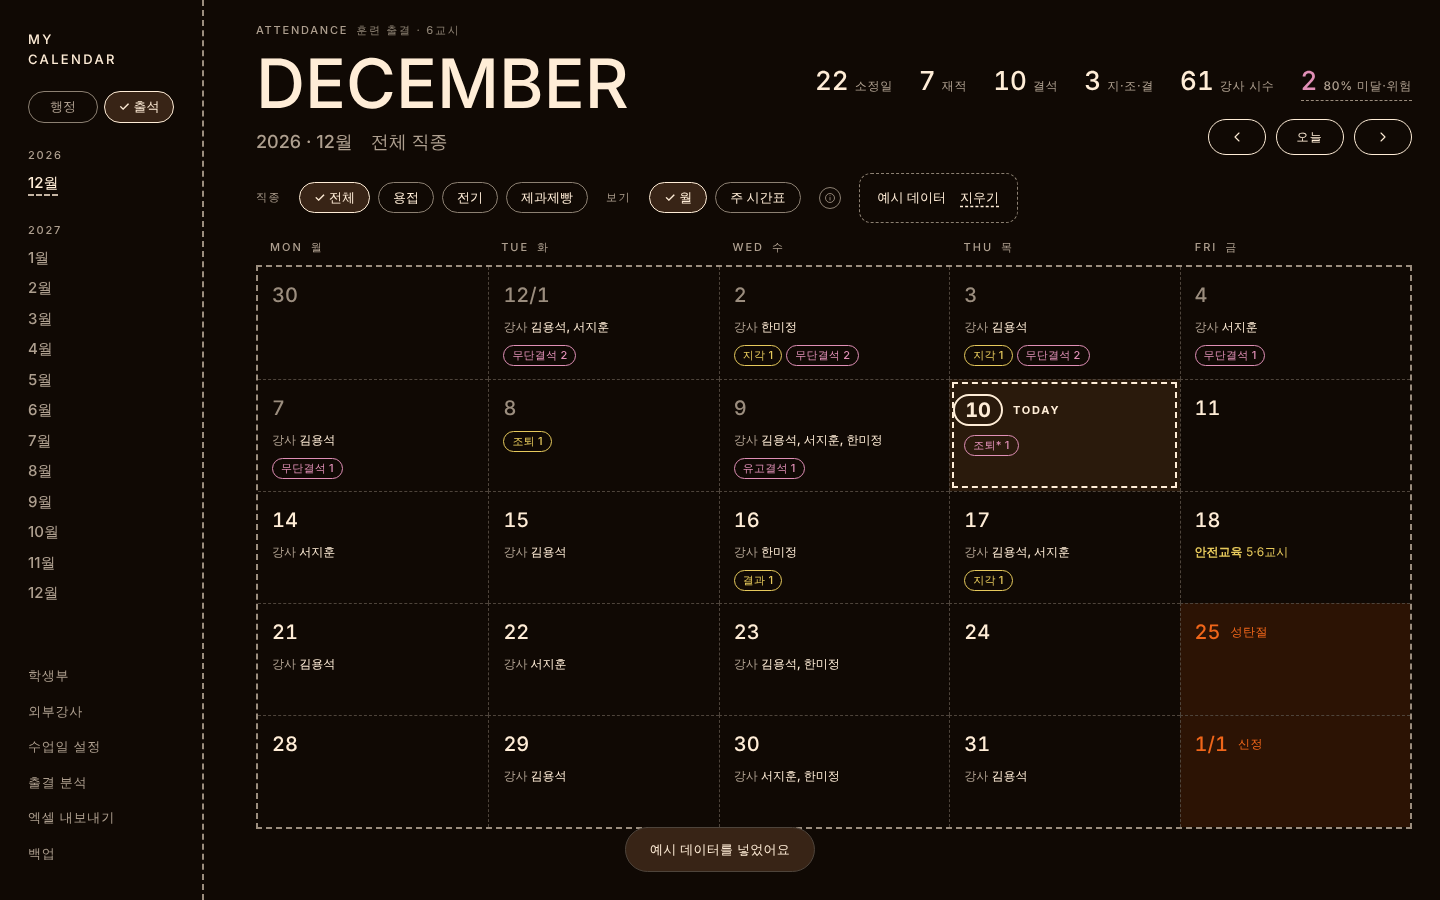 MY
CALENDAR
행정
✓ 출석
2026
12월
2027
1월
2월
3월
4월
5월
6월
7월
8월
9월
10월
11월
12월
학생부
외부강사
수업일 설정
출결 분석
엑셀 내보내기
백업
ATTENDANCE 훈련 출결 · 6교시
DECEMBER
2026 · 12월 전체 직종
22 소정일 7 재적 10 결석 3 지·조·결 61 강사 시수 2 80% 미달·위험
오늘
직종 ✓ 전체 용접 전기 제과제빵 보기 ✓ 월 주 시간표 예시 데이터 지우기
MON 월 TUE 화 WED 수 THU 목 FRI 금
30
12/1
강사 김용석, 서지훈
무단결석 2
2
강사 한미정
지각 1 무단결석 2
3
강사 김용석
지각 1 무단결석 2
4
강사 서지훈
무단결석 1
7
강사 김용석
무단결석 1
8
조퇴 1
9
강사 김용석, 서지훈, 한미정
유고결석 1
10 TODAY
조퇴* 1
11
14
강사 서지훈
15
강사 김용석
16
강사 한미정
결과 1
17
강사 김용석, 서지훈
지각 1
18
안전교육 5·6교시
21
강사 김용석
22
강사 서지훈
23
강사 김용석, 한미정
24
25 성탄절
28
29
강사 김용석
30
강사 서지훈, 한미정
31
강사 김용석
1/1 신정
예시 데이터를 넣었어요